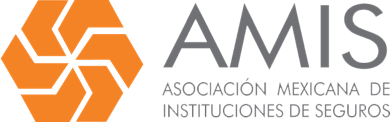 AMIS
ASOCIACIÓN MEXICANA DE
INSTITUCIONES DE SEGUROS